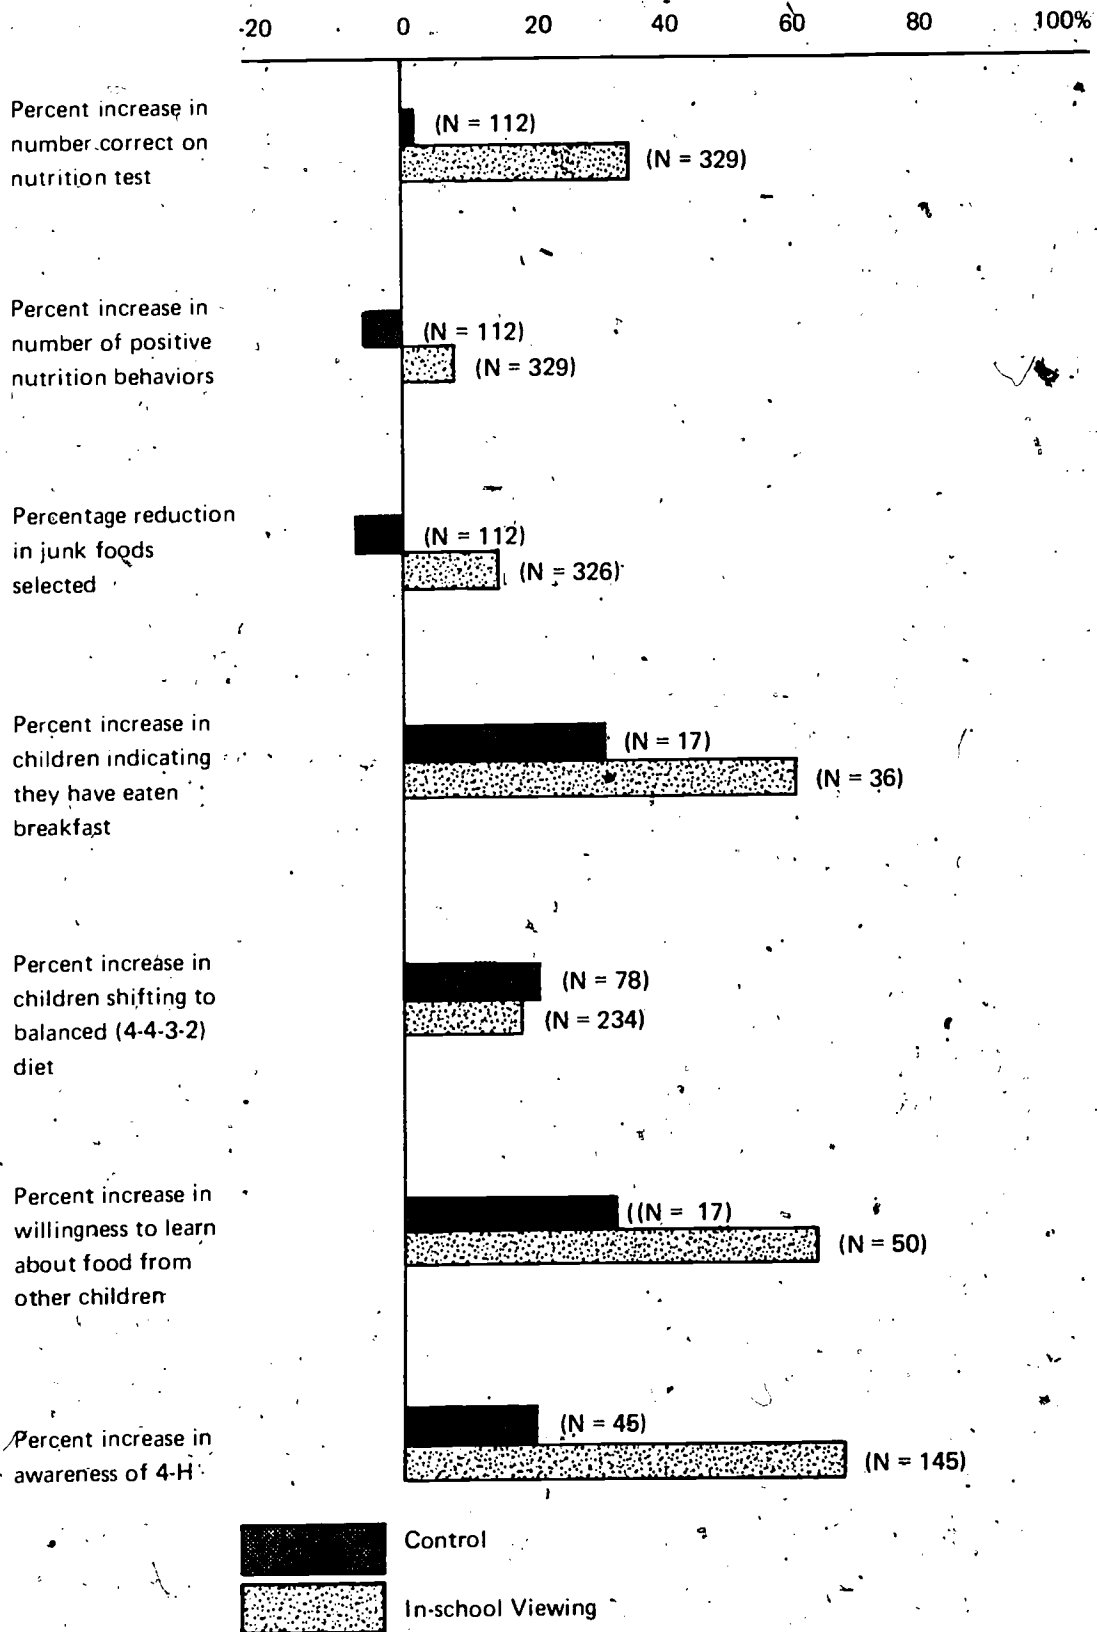 -20 0 20 40 60 80 100%
Percent increase in
number correct on
nutrition test
(N = 112)
(N = 329)
Percent increase in
number of positive
nutrition behaviors
(N = 112)
(N = 329)
Percentage reduction
in junk foods
selected
(N = 112)
(N = 326)
Percent increase in
children indicating
they have eaten
breakfast
(N = 17)
(N = 36)
Percent increase in
children shifting to
balanced (4-4-3-2)
diet
(N = 78)
(N = 234)
Percent increase in
willingness to learn
about food from
other children
((N = 17)
(N = 50)
Percent increase in
awareness of 4-H
(N = 45)
(N = 145)
Control
In-school Viewing